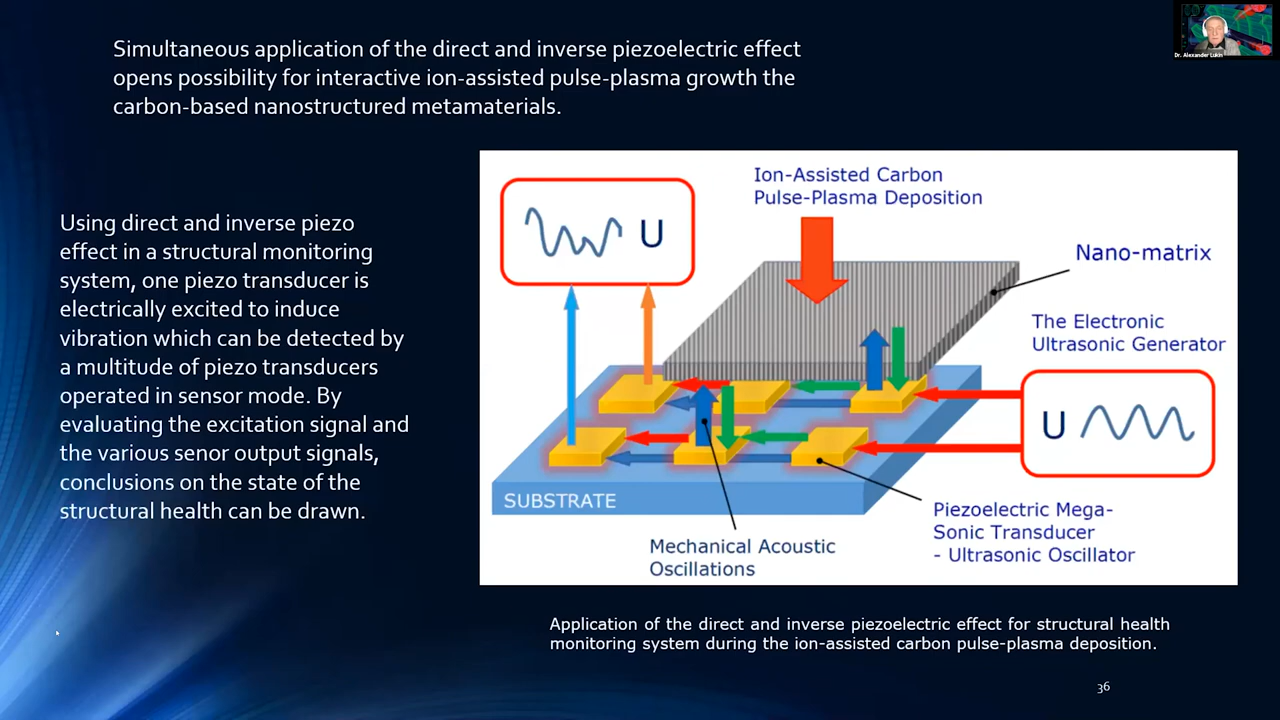 Simultaneous application of the direct and inverse piezoelectric effect
opens possibility for interactive ion-assisted pulse-plasma growth the
carbon-based nanostructured metamaterials.
Dr. Alexander Lukin
Using direct and inverse piezo
effect in a structural monitoring
system, one piezo transducer is
electrically excited to induce
vibration which can be detected by
a multitude of piezo transducers
operated in sensor mode. By
evaluating the excitation signal and
the various senor output signals,
conclusions on the state of the
structural health can be drawn.
U
Ion-Assisted Carbon
Pulse-Plasma Deposition
Nano-matrix
The Electronic
Ultrasonic Generator
U
SUBSTRATE
Mechanical Acoustic
Oscillations
Piezoelectric Mega-
Sonic Transducer
- Ultrasonic Oscillator
Application of the direct and inverse piezoelectric effect for structural health
monitoring system during the ion-assisted carbon pulse-plasma deposition.
36